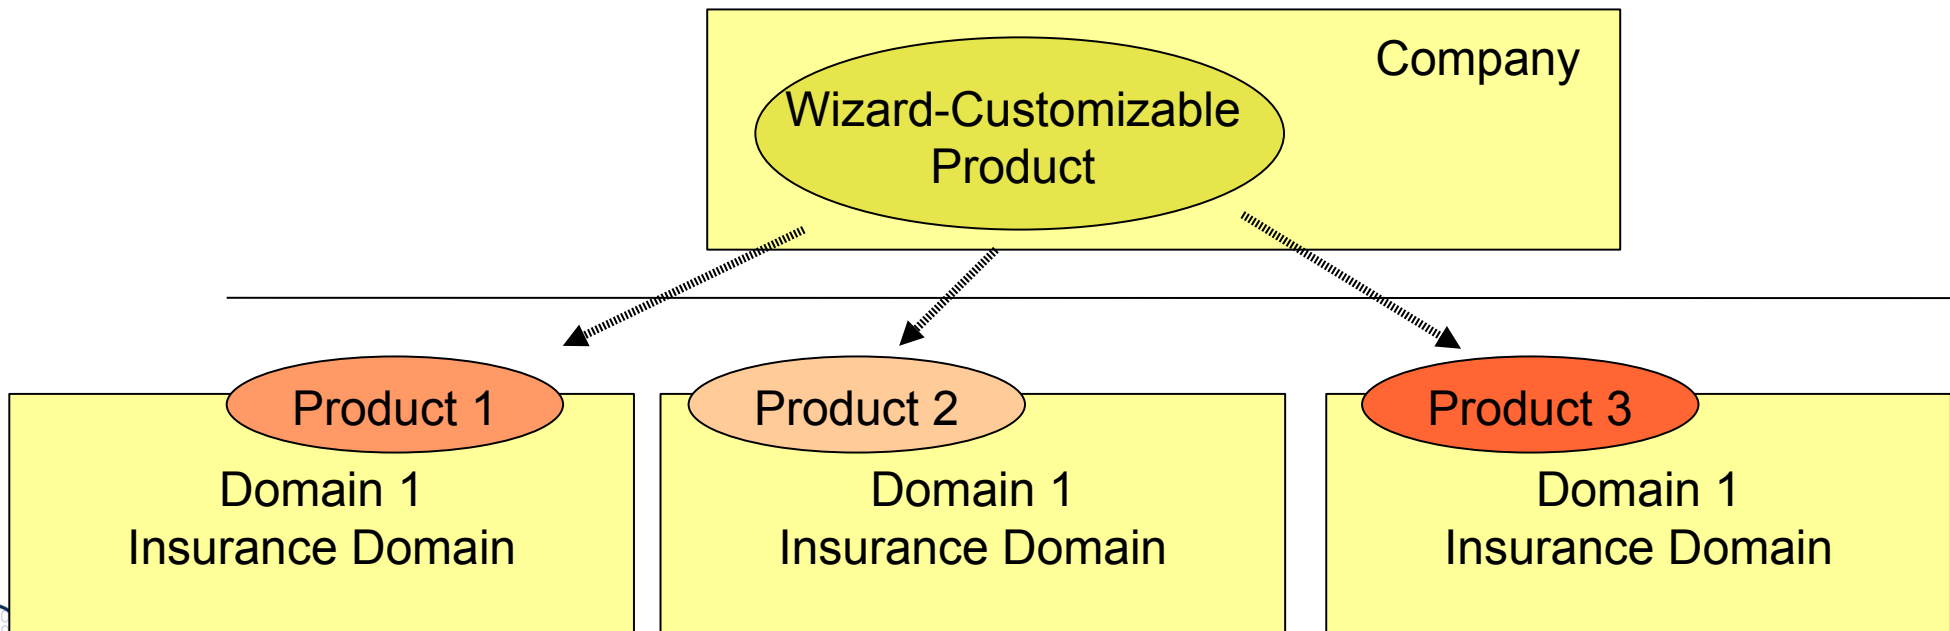 Company
Wizard-Customizable
Product
Product 1
Product 2
Product 3
Domain 1
Insurance Domain
Domain 1
Insurance Domain
Domain 1
Insurance Domain